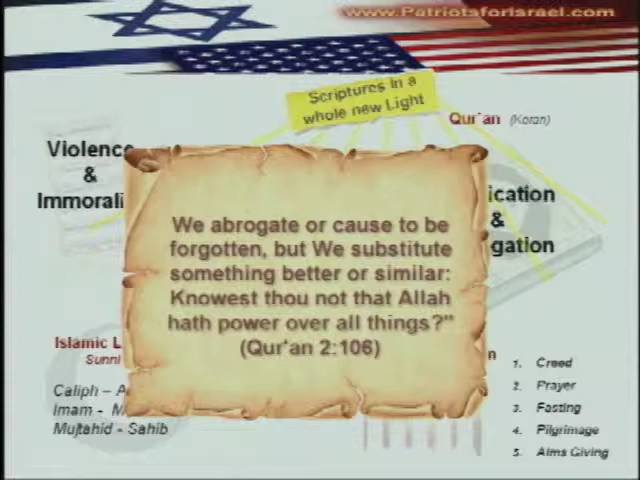 www.PatriotsforIsrael.com
Scriptures in a
whole new Light
Qur'an (Koran)
Violence
&
Immorali
ication
&
gation
We abrogate or cause to be
forgotten, but We substitute
something better or similar:
Knowest thou not that Allah
hath power over all things?"
(Qur'an 2:106)
Islamic L
Sunni
Caliph – A
Imam - M
Mujtahid - Sahib
n
1. Creed
2. Prayer
3. Fasting
4. Pilgrimage
5. Alms Giving